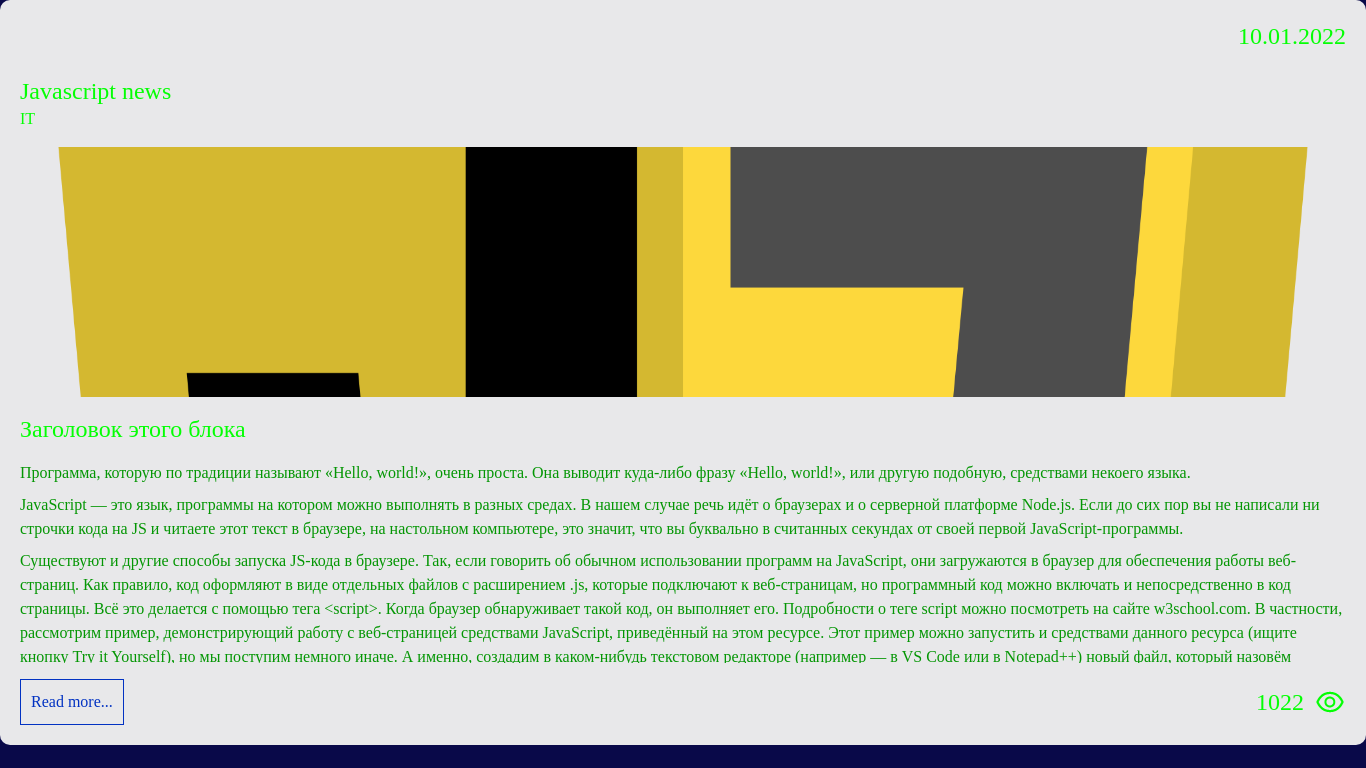 10.01.2022
Javascript news
IT
Заголовок этого блока
Программа, которую по традиции называют «Hello, world!», очень проста. Она выводит куда-либо фразу «Hello, world!», или другую подобную, средствами некоего языка.
JavaScript — это язык, программы на котором можно выполнять в разных средах. В нашем случае речь идёт о браузерах и о серверной платформе Node.js. Если до сих пор вы не написали ни
строчки кода на JS и читаете этот текст в браузере, на настольном компьютере, это значит, что вы буквально в считанных секундах от своей первой JavaScript-программы.
Существуют и другие способы запуска JS-кода в браузере. Так, если говорить об обычном использовании программ на JavaScript, они загружаются в браузер для обеспечения работы веб-
страниц. Как правило, код оформляют в виде отдельных файлов с расширением .js, которые подключают к веб-страницам, но программный код можно включать и непосредственно в код
страницы. Всё это делается с помощью тега <script>. Когда браузер обнаруживает такой код, он выполняет его. Подробности о теге script можно посмотреть на сайте w3school.com. В частности,
рассмотрим пример, демонстрирующий работу с веб-страницей средствами JavaScript, приведённый на этом ресурсе. Этот пример можно запустить и средствами данного ресурса (ищите
кнопку Try it Yourself), но мы поступим немного иначе. А именно, создадим в каком-нибудь текстовом редакторе (например — в VS Code или в Notepad++) новый файл, который назовём
Read more...
1022